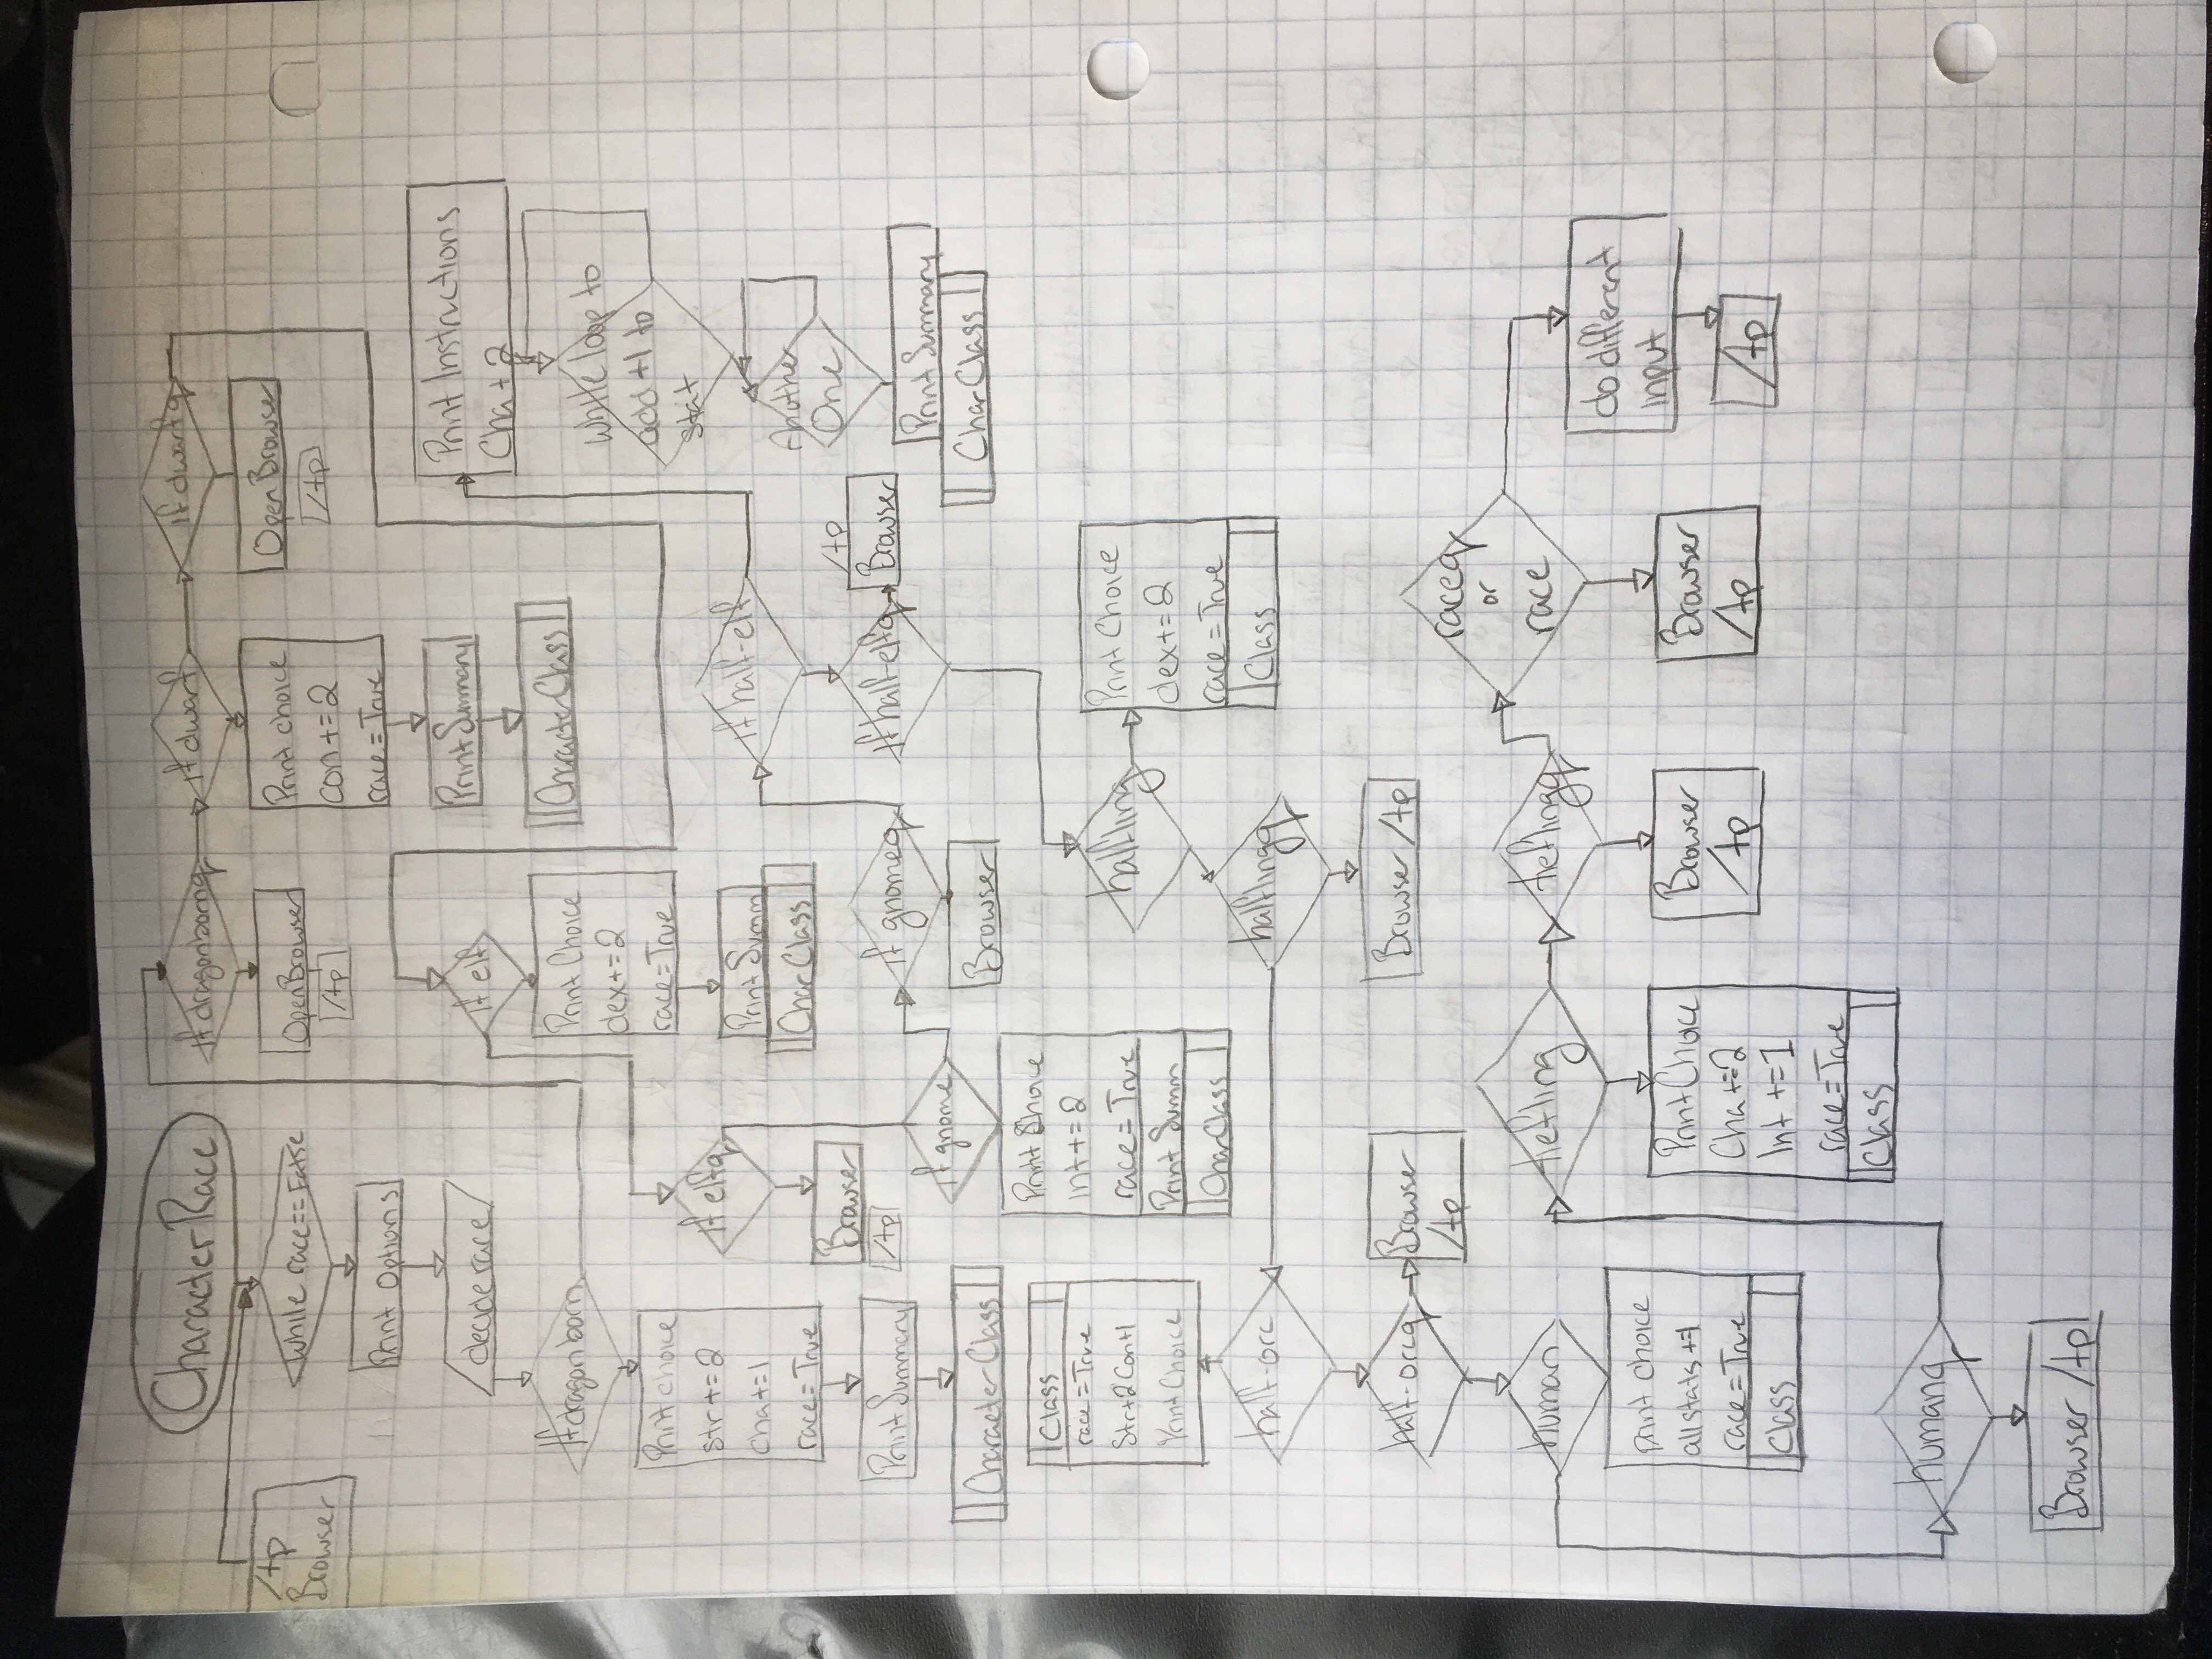 Character Race
/tp
Browser
while race == False
Print Options
decide race
If dragonborn
Print choice
str += 2
cha += 1
race = True
Print Summary
Character Class
If dragonbornq
Open Browser
/tp
If dwarf
Print choice
con += 2
race = True
Print Summary
Character Class
If dwarfq
Open Browser
/tp
If elf
Print Choice
dex += 2
race = True
Print Summ
Char Class
If elfq
Browser
/tp
If gnome
Print Choice
int += 2
race = True
Print Summ
Char Class
If gnomeq
Browser
If half-elf
Print Instructions
Cha + 2
while loop to
add +1 to
stat
Another
One
Print Summary
Char Class
If half-elfq
/tp
Browser
halfling
Print Choice
dex += 2
race = True
Class
halflingq
Browser /tp
Class
race = True
Str+2 Con+1
Print Choice
half-orc
half-orcq
Browser
/tp
human
print choice
all stats +=1
race = True
Class
humanq
Browser /tp
tiefling
Print Choice
Cha += 2
Int += 1
race = True
Class
tieflingq
Browser
/tp
raceq
or
race
Browser
/tp
do different
input
/tp